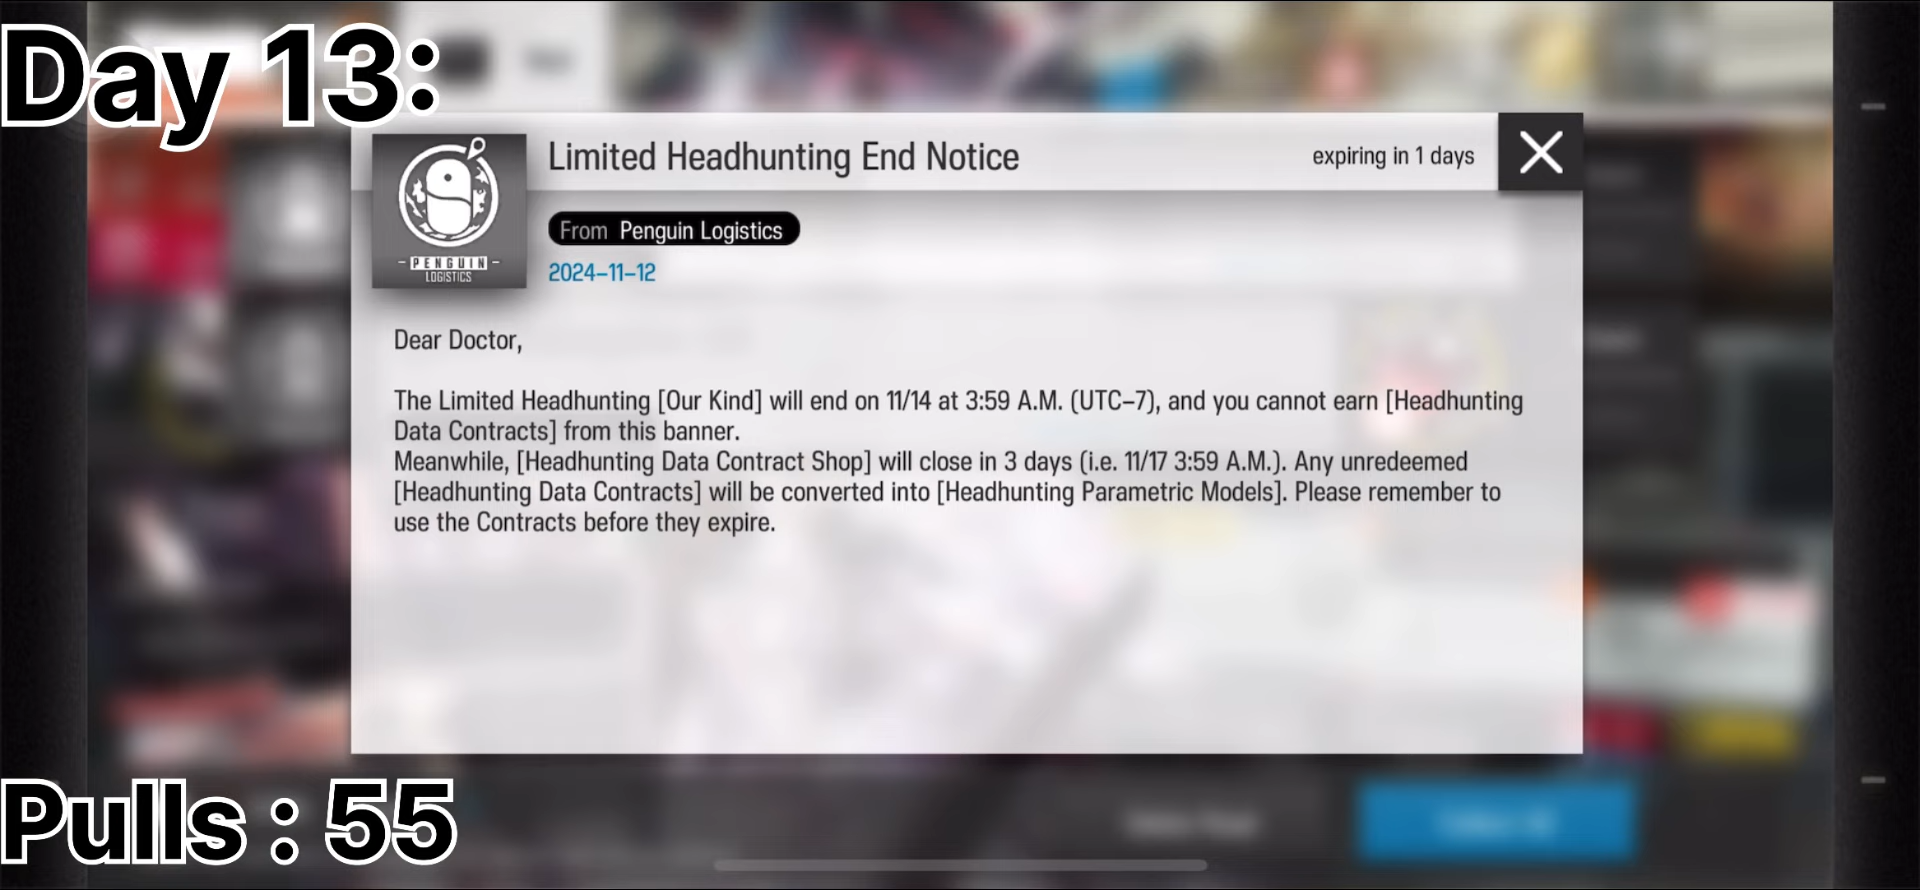 Day 13:
Limited Headhunting End Notice
expiring in 1 days
PENGUIN
LOGISTICS
From Penguin Logistics
2024-11-12
Dear Doctor,
The Limited Headhunting [Our Kind] will end on 11/14 at 3:59 A.M. (UTC-7), and you cannot earn [Headhunting
Data Contracts] from this banner.
Meanwhile, [Headhunting Data Contract Shop] will close in 3 days (i.e. 11/17 3:59 A.M.). Any unredeemed
[Headhunting Data Contracts] will be converted into [Headhunting Parametric Models]. Please remember to
use the Contracts before they expire.
Pulls : 55